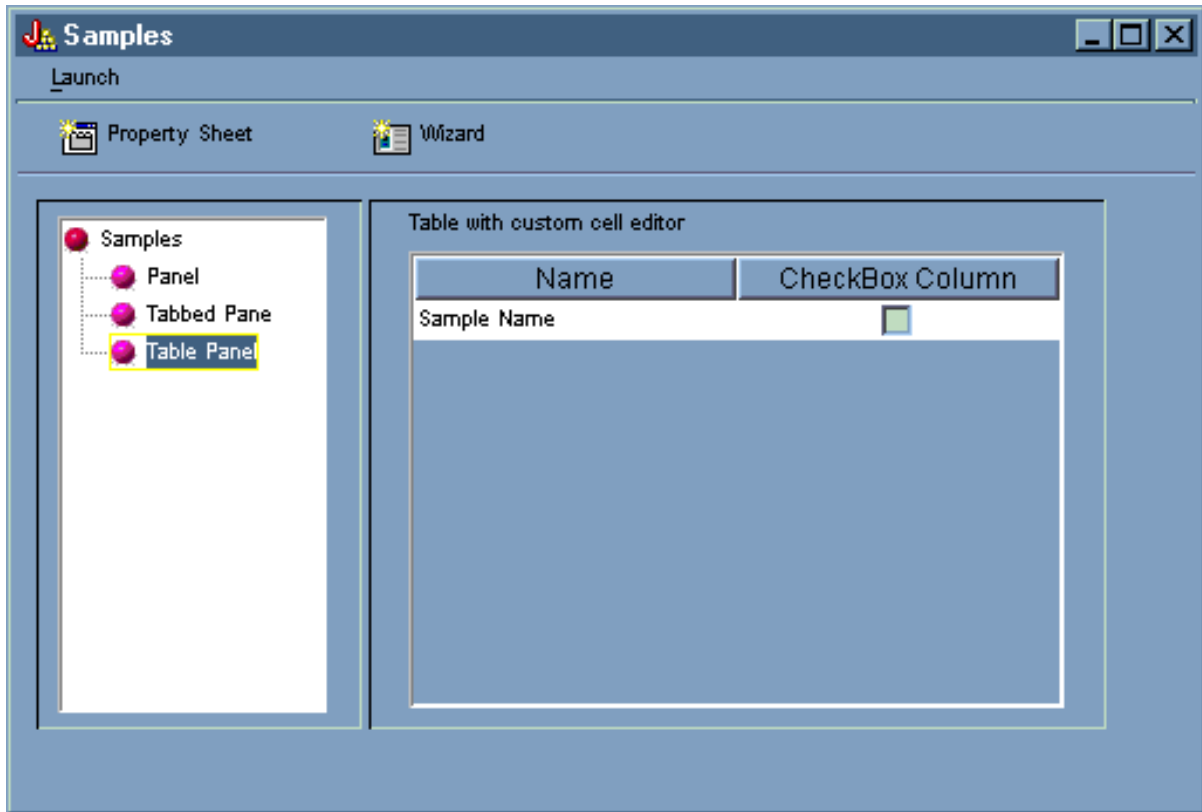 Samples
Launch
Property Sheet Wizard
Samples
Panel
Tabbed Pane
Table Panel
Table with custom cell editor
Name CheckBox Column
Sample Name